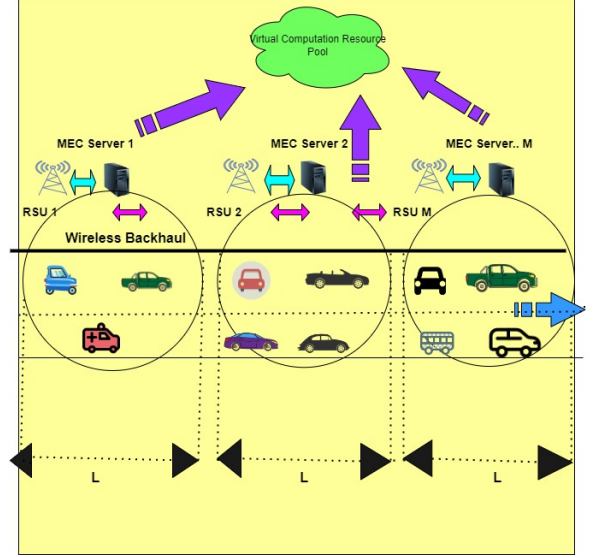 Virtual Computation Resource
Pool
MEC Server 1
MEC Server 2
MEC Server.. M
RSU 1
RSU 2
RSU M
Wireless Backhaul
L
L
L